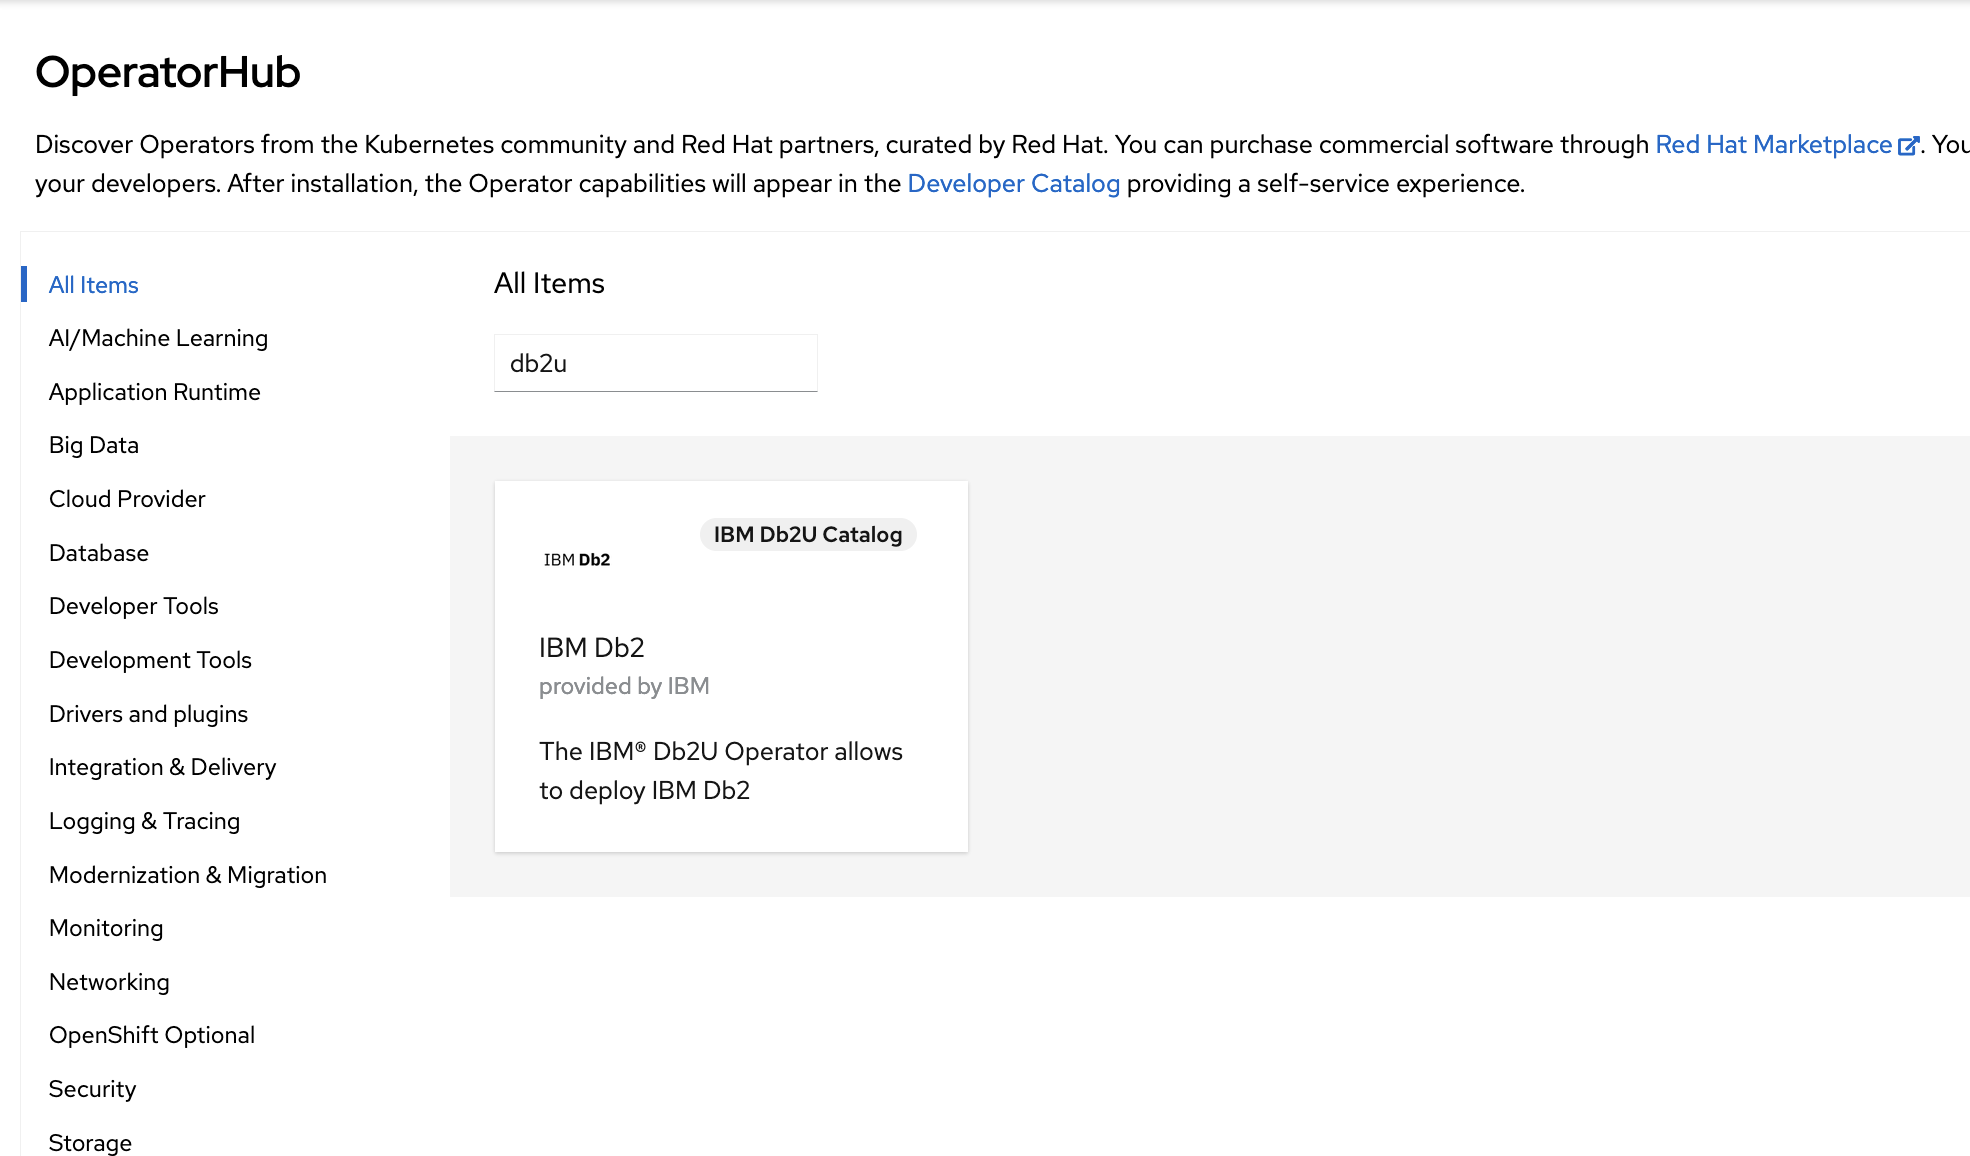 OperatorHub
Discover Operators from the Kubernetes community and Red Hat partners, curated by Red Hat. You can purchase commercial software through Red Hat Marketplace. You
your developers. After installation, the Operator capabilities will appear in the Developer Catalog providing a self-service experience.
All Items
AI/Machine Learning
Application Runtime
Big Data
Cloud Provider
Database
Developer Tools
Development Tools
Drivers and plugins
Integration & Delivery
Logging & Tracing
Modernization & Migration
Monitoring
Networking
OpenShift Optional
Security
Storage
All Items
db2u
IBM Db2U Catalog
IBM Db2
IBM Db2
provided by IBM
The IBM® Db2U Operator allows
to deploy IBM Db2